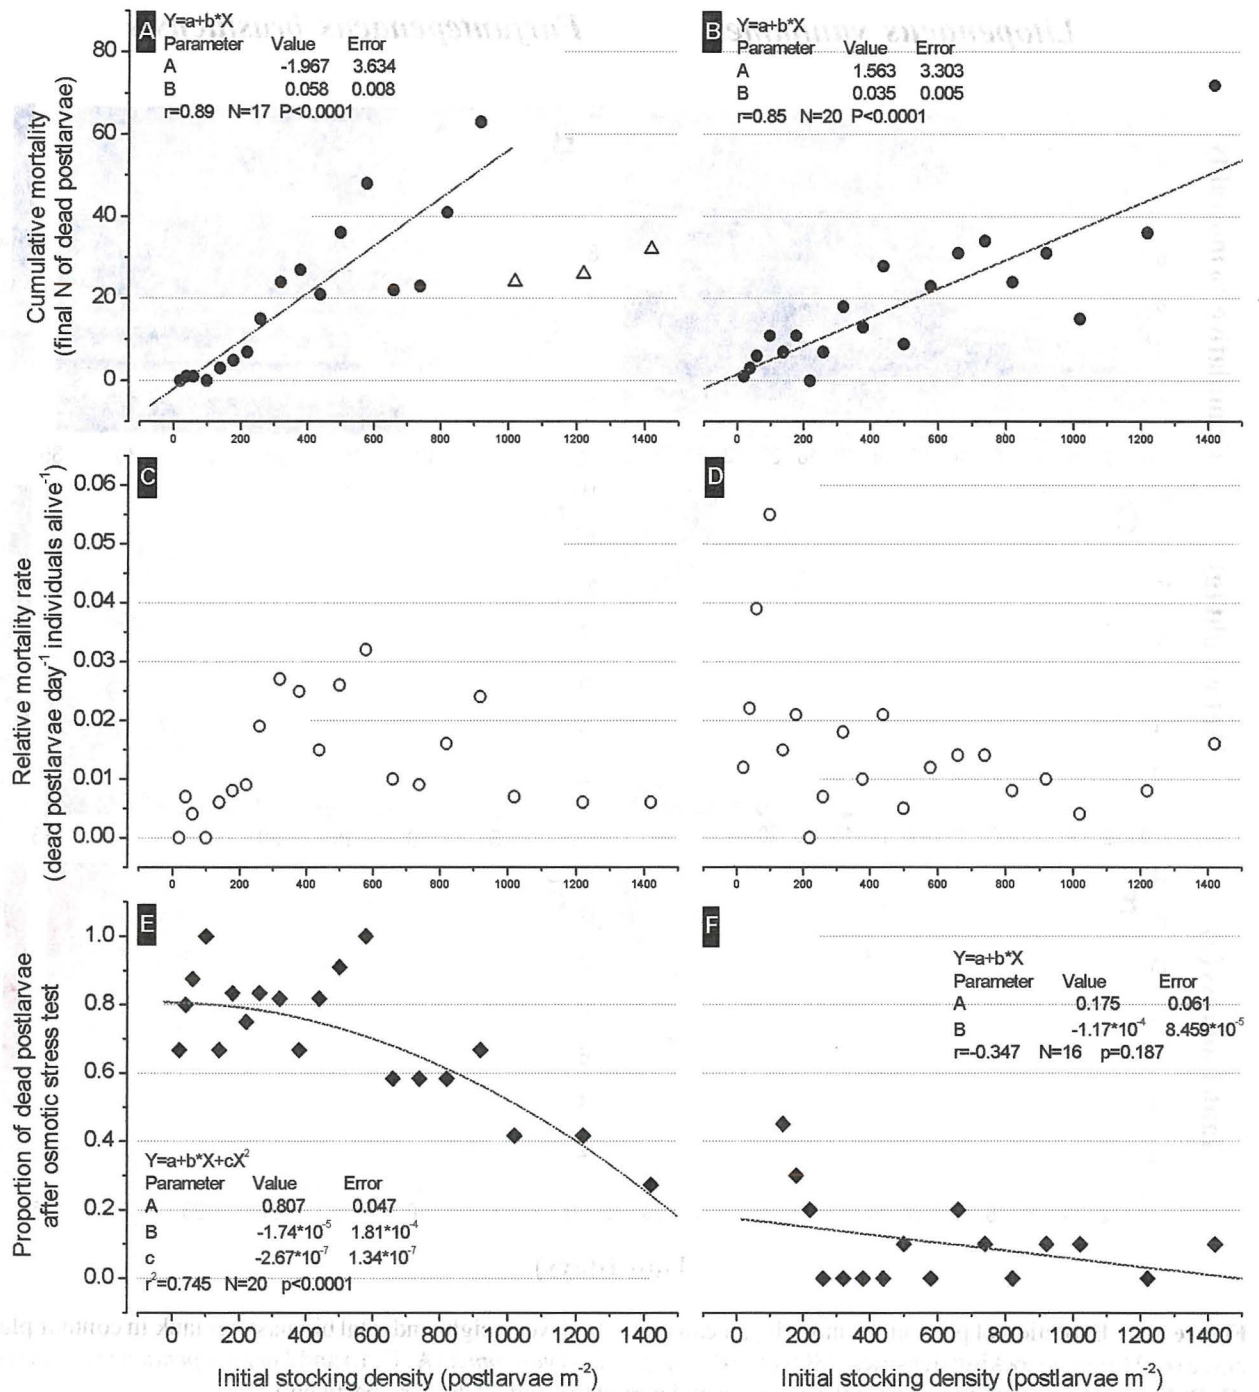 A
Y=a+b*X
Parameter Value Error
A -1.967 3.634
B 0.058 0.008
r=0.89 N=17 P<0.0001
B
Y=a+b*X
Parameter Value Error
A 1.563 3.303
B 0.035 0.005
r=0.85 N=20 P<0.0001
Cumulative mortality
(final N of dead postlarvae)
80
60
40
20
0
0 200 400 600 800 1000 1200 1400
0 200 400 600 800 1000 1200 1400
C
D
Relative mortality rate
(dead postlarvae day⁻¹ individuals alive⁻¹)
0.06
0.05
0.04
0.03
0.02
0.01
0.00
0 200 400 600 800 1000 1200 1400
0 200 400 600 800 1000 1200 1400
E
F
Proportion of dead postlarvae
after osmotic stress test
1.0
0.8
0.6
0.4
0.2
0.0
Y=a+b*X+cX²
Parameter Value Error
A 0.807 0.047
B -1.74*10⁻⁵ 1.81*10⁻⁴
c -2.67*10⁻⁷ 1.34*10⁻⁷
r²=0.745 N=20 p<0.0001
Y=a+b*X
Parameter Value Error
A 0.175 0.061
B -1.17*10⁻⁴ 8.459*10⁻⁵
r=-0.347 N=16 p=0.187
0 200 400 600 800 1000 1200 1400
0 200 400 600 800 1000 1200 1400
Initial stocking density (postlarvae m⁻²)
Initial stocking density (postlarvae m⁻²)